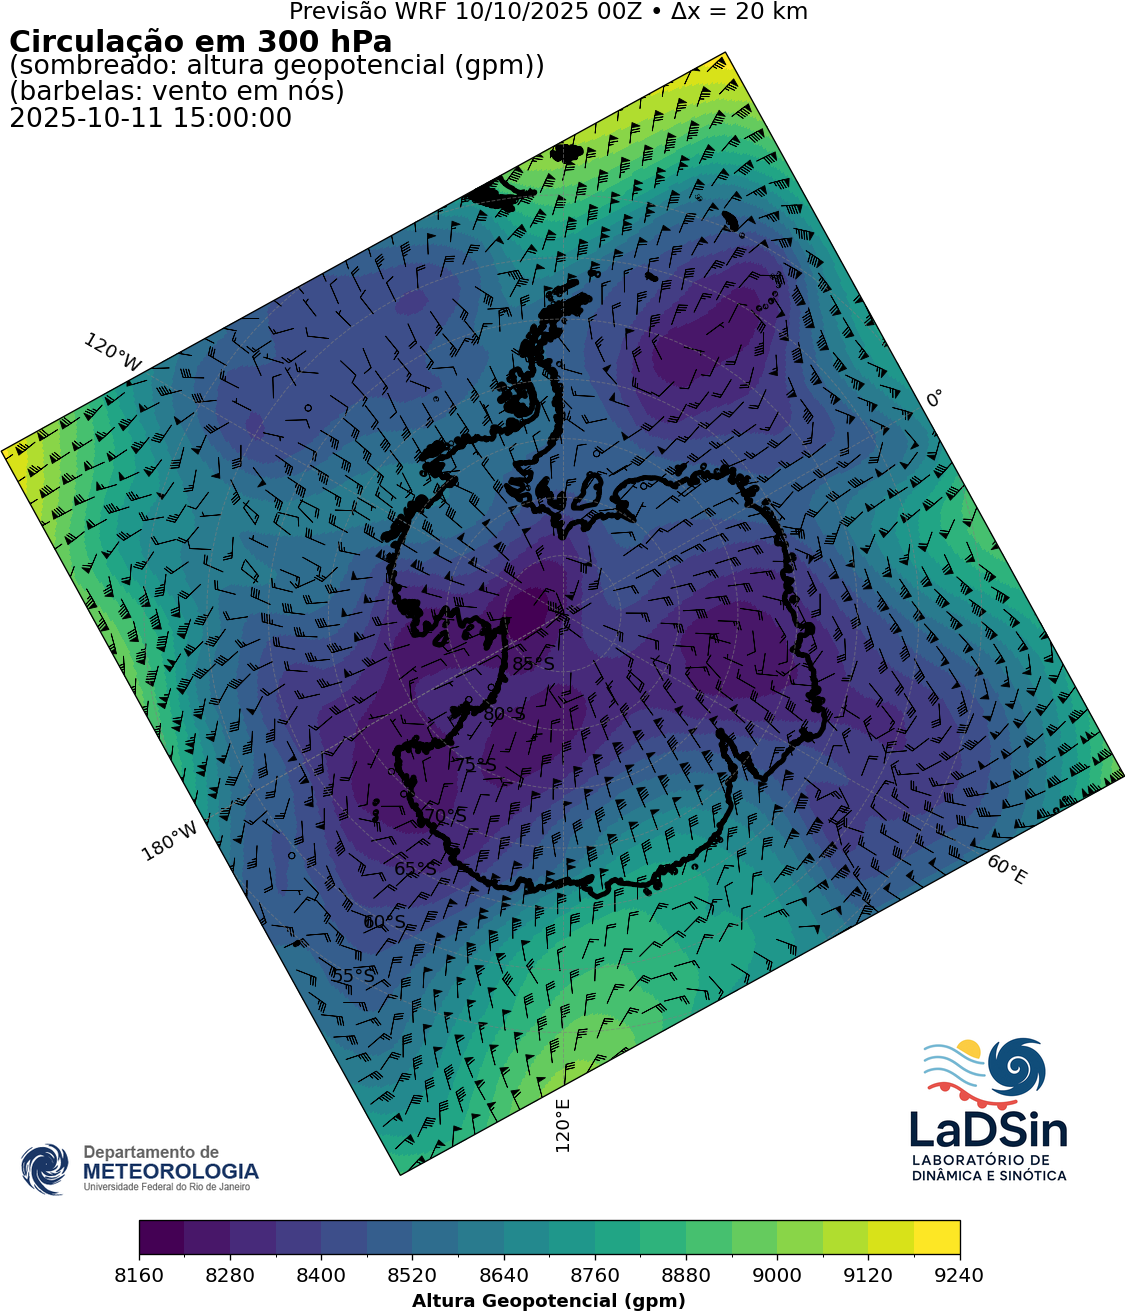 Previsão WRF 10/10/2025 00Z • Δx = 20 km
Circulação em 300 hPa
(sombreado: altura geopotencial (gpm))
(barbelas: vento em nós)
2025-10-11 15:00:00
120°W
0°
85°S
80°S
75°S
70°S
65°S
180°W
60°E
60°S
55°S
120°E
LaDSin
LABORATÓRIO DE
DINÂMICA E SINÓTICA
Departamento de
METEOROLOGIA
Universidade Federal do Rio de Janeiro
8160 8280 8400 8520 8640 8760 8880 9000 9120 9240
Altura Geopotencial (gpm)